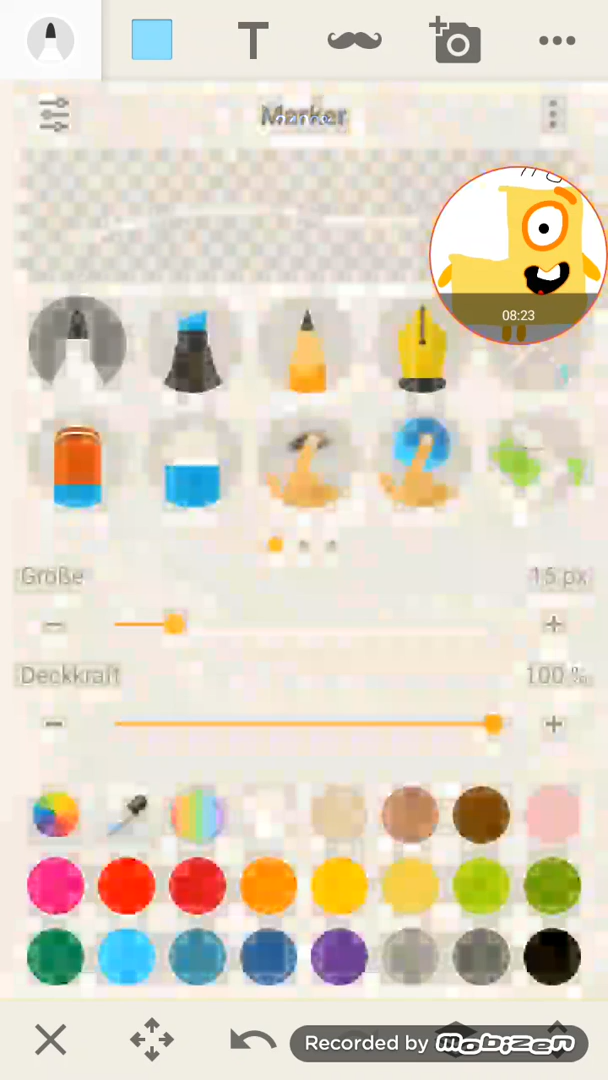 T
Marker
08:23
Größe
15 px
Deckkraft
100 %
Recorded by mobizen